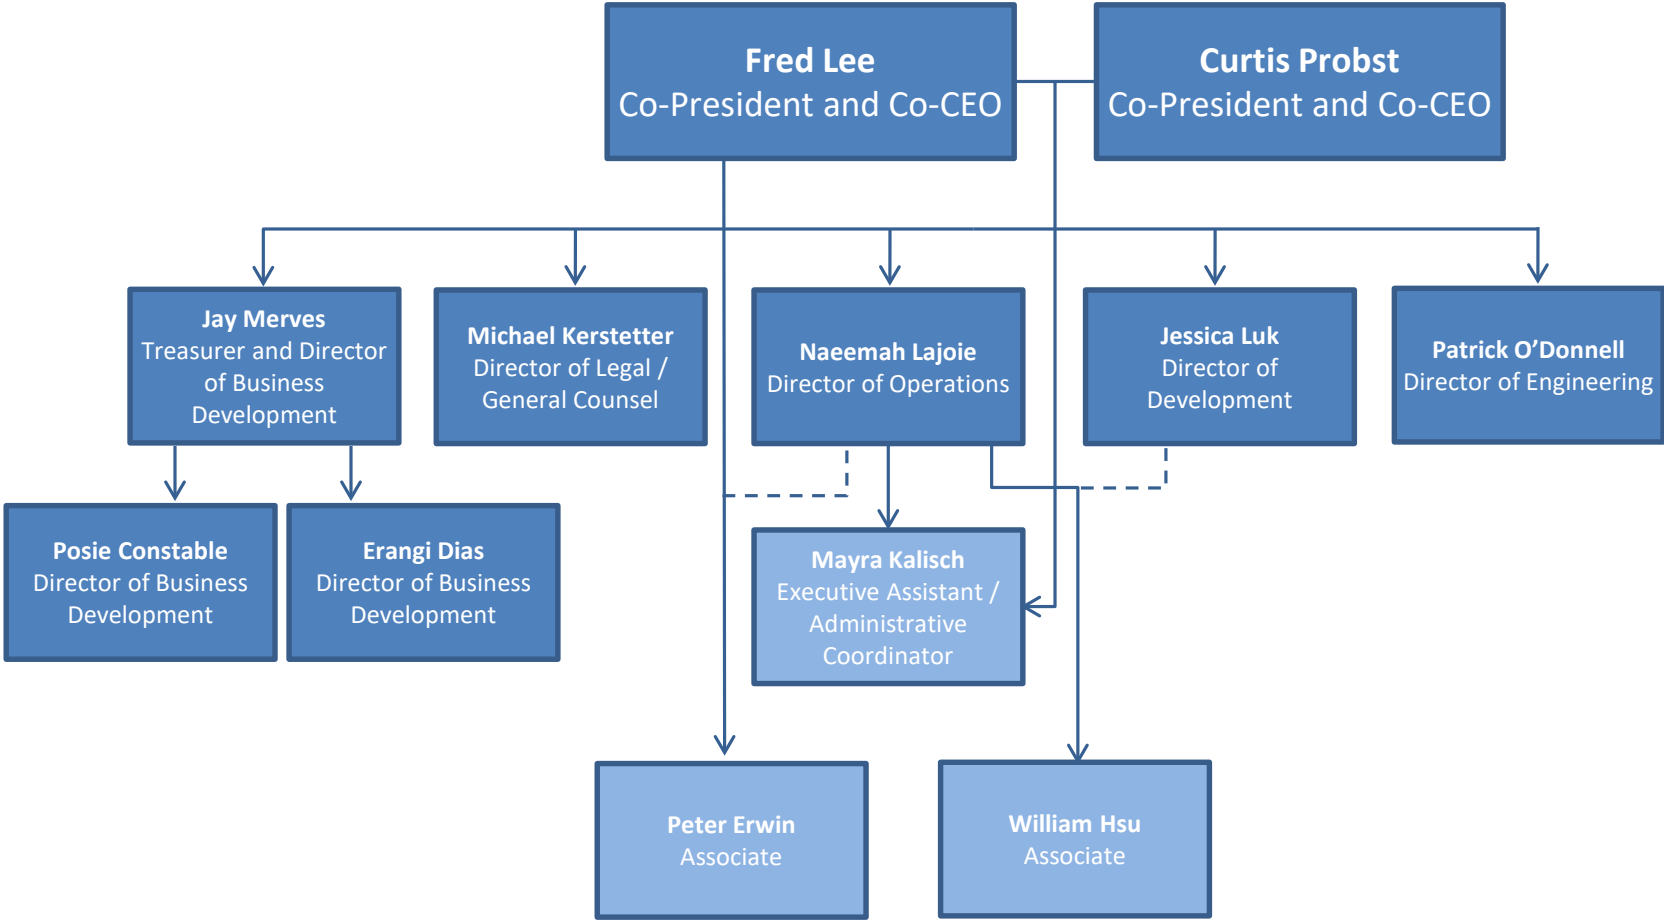 Fred Lee
Co-President and Co-CEO
Curtis Probst
Co-President and Co-CEO
Jay Merves
Treasurer and Director
of Business
Development
Michael Kerstetter
Director of Legal /
General Counsel
Naeemah Lajoie
Director of Operations
Jessica Luk
Director of
Development
Patrick O’Donnell
Director of Engineering
Posie Constable
Director of Business
Development
Erangi Dias
Director of Business
Development
Mayra Kalisch
Executive Assistant /
Administrative
Coordinator
Peter Erwin
Associate
William Hsu
Associate